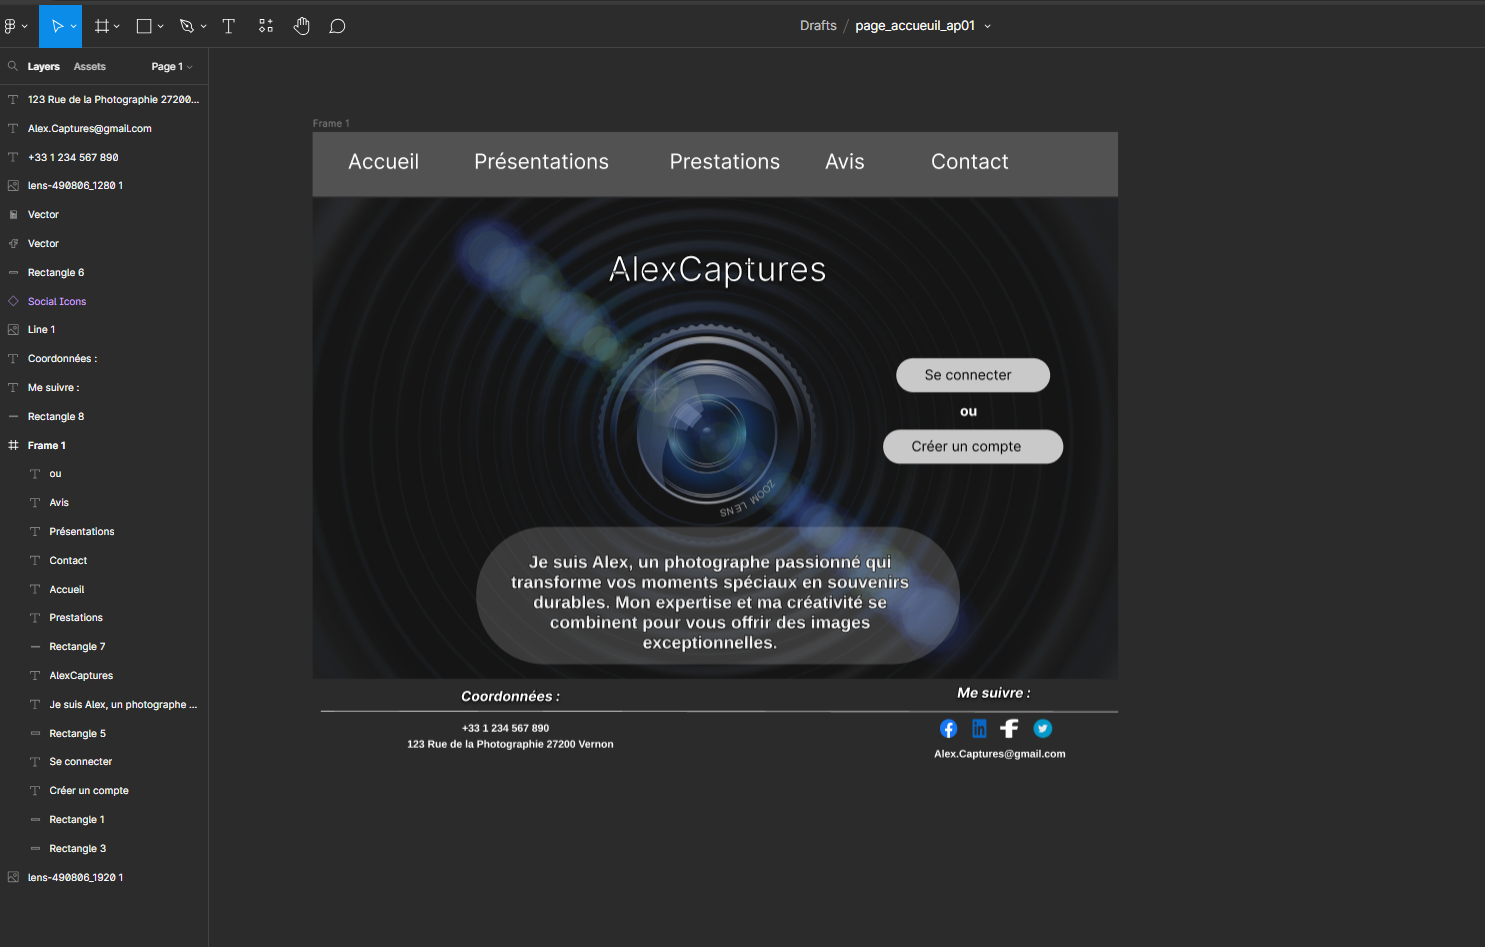 Drafts / page_accueuil_ap01
Layers Assets Page 1
123 Rue de la Photographie 27200...
Alex.Captures@gmail.com
+33 1 234 567 890
lens-490806_1280 1
Vector
Vector
Rectangle 6
Social Icons
Line 1
Coordonnées :
Me suivre :
Rectangle 8
Frame 1
ou
Avis
Présentations
Contact
Accueil
Prestations
Rectangle 7
AlexCaptures
Je suis Alex, un photographe ...
Rectangle 5
Se connecter
Créer un compte
Rectangle 1
Rectangle 3
lens-490806_1920 1
Frame 1
Accueil Présentations Prestations Avis Contact
AlexCaptures
Se connecter
ou
Créer un compte
ZOOM LENS
Je suis Alex, un photographe passionné qui
transforme vos moments spéciaux en souvenirs
durables. Mon expertise et ma créativité se
combinent pour vous offrir des images
exceptionnelles.
Coordonnées :
+33 1 234 567 890
123 Rue de la Photographie 27200 Vernon
Me suivre :
Alex.Captures@gmail.com